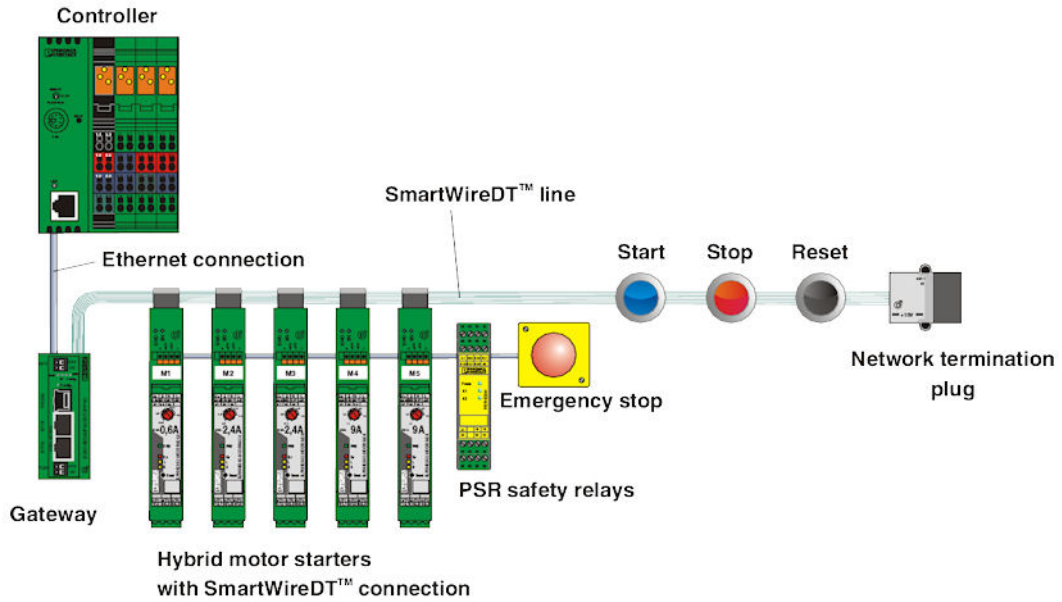 Controller
SmartWireDT™ line
Ethernet connection
Start
Stop
Reset
M1
M2
M3
M4
M5
0,6A
2,4A
2,4A
9A
9A
Emergency stop
Network termination
plug
PSR safety relays
Gateway
Hybrid motor starters
with SmartWireDT™ connection